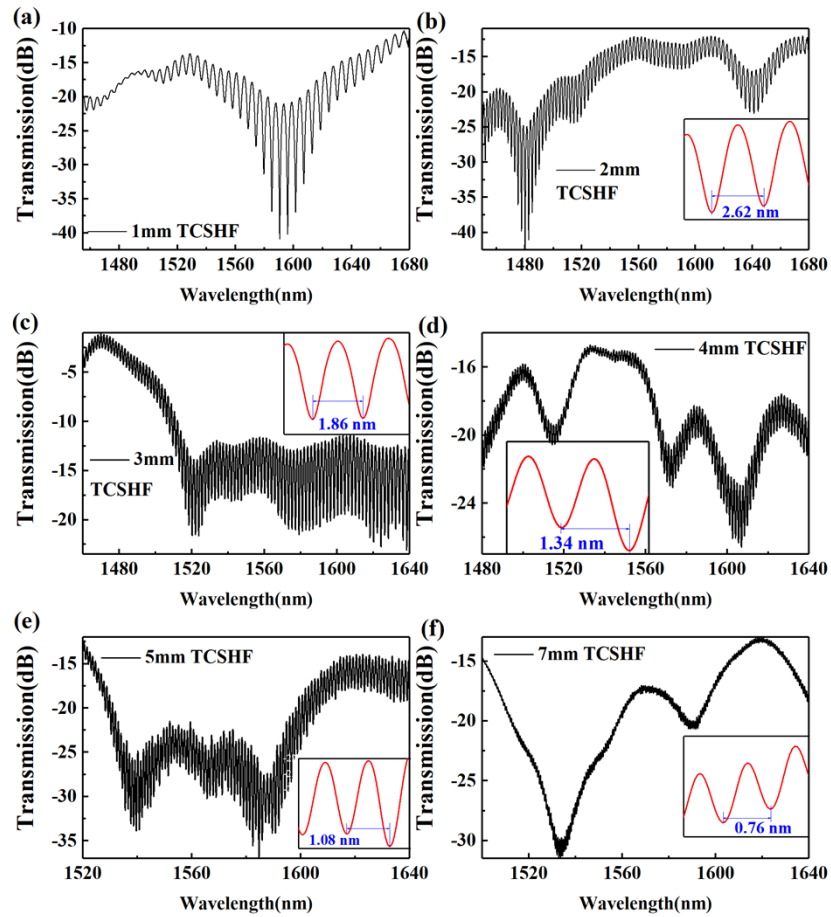 (a)
-10
-15
-20
-25
-30
-35
-40
Transmission(dB)
1mm TCSHF
1480 1520 1560 1600 1640 1680
Wavelength(nm)
(b)
-10
-15
-20
-25
-30
-35
-40
Transmission(dB)
2mm
TCSHF
2.62 nm
1480 1520 1560 1600 1640 1680
Wavelength(nm)
(c)
-5
-10
-15
-20
Transmission(dB)
3mm
TCSHF
1.86 nm
1480 1520 1560 1600 1640
Wavelength(nm)
(d)
-16
-20
-24
Transmission(dB)
4mm TCSHF
1.34 nm
1480 1520 1560 1600 1640
Wavelength(nm)
(e)
-15
-20
-25
-30
-35
Transmission(dB)
5mm TCSHF
1.08 nm
1520 1560 1600 1640
Wavelength(nm)
(f)
-15
-20
-25
-30
Transmission(dB)
7mm TCSHF
0.76 nm
1520 1560 1600 1640
Wavelength(nm)